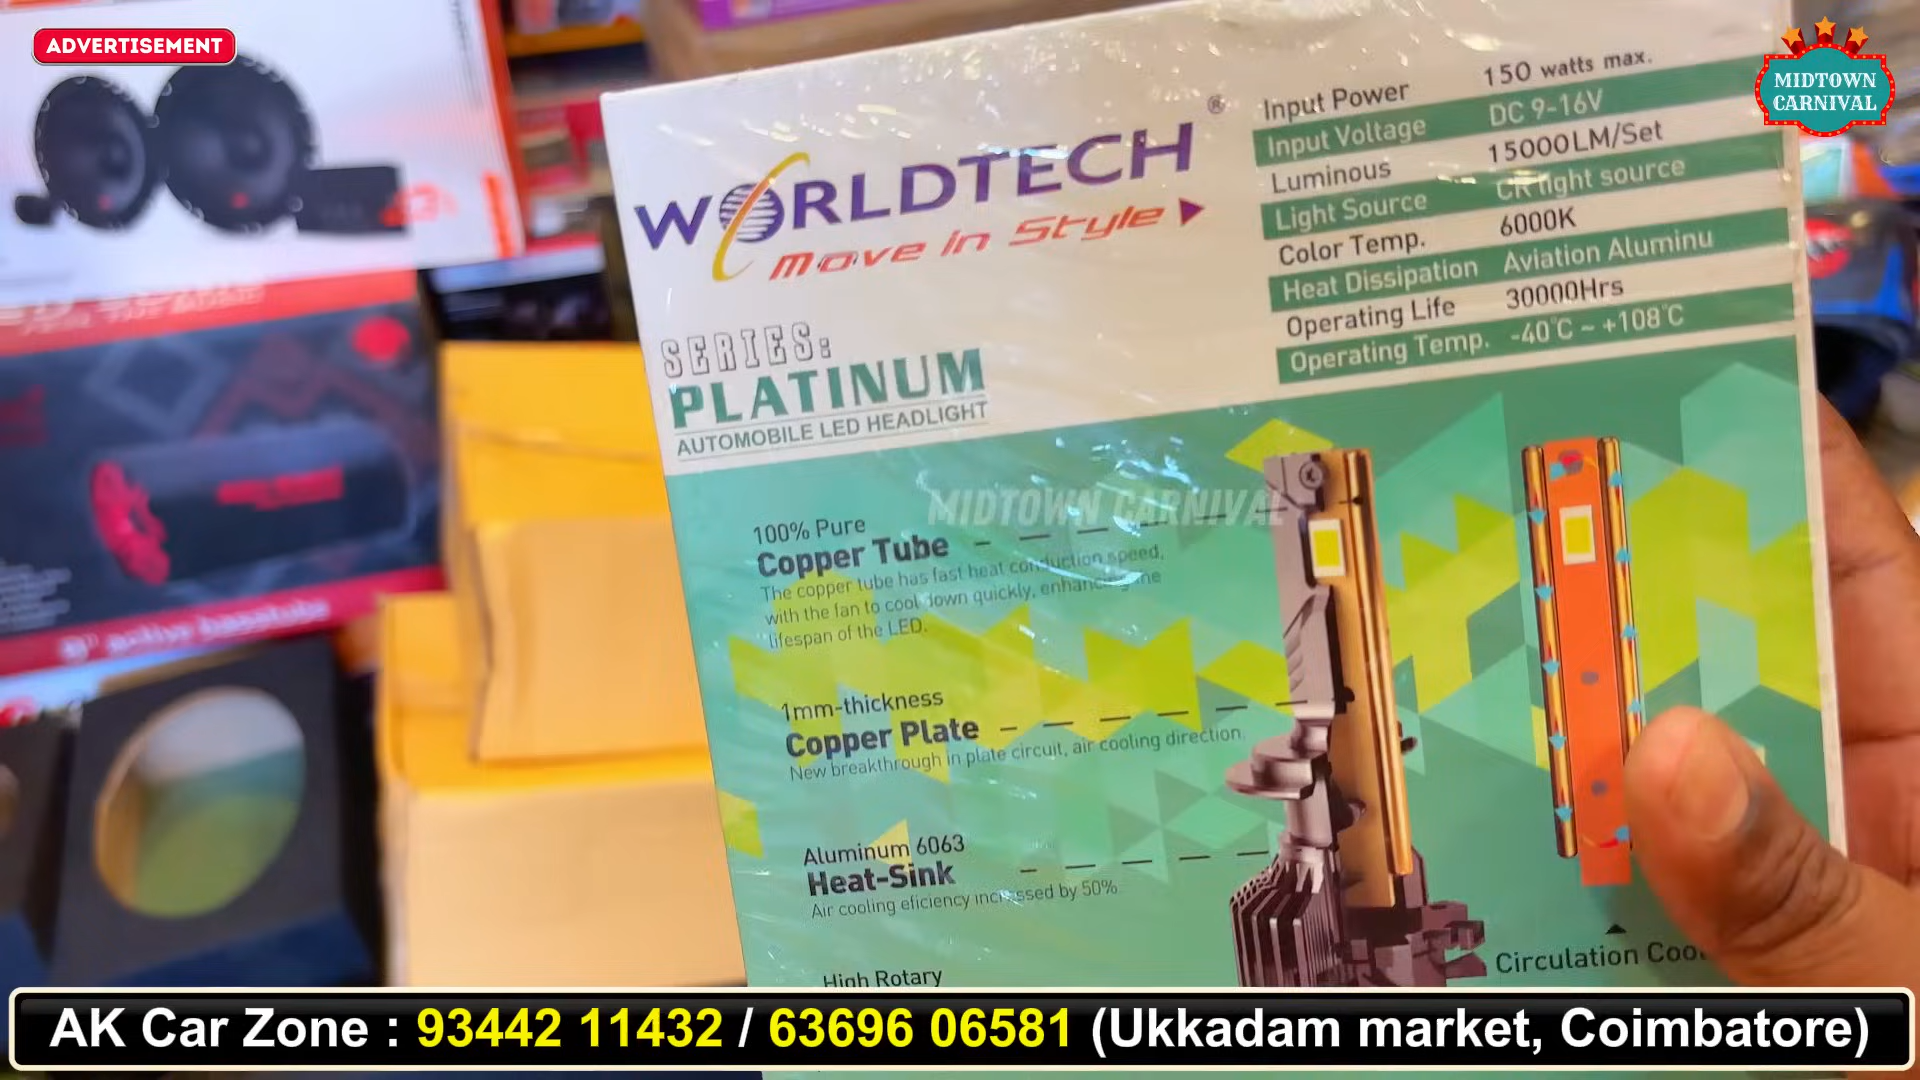 ADVERTISEMENT
MIDTOWN
CARNIVAL
WORLDTECH®
Move in Style
SERIES:
PLATINUM
AUTOMOBILE LED HEADLIGHT
Input Power 150 watts max.
Input Voltage DC 9-16V
Luminous 15000LM/Set
Light Source light source
Color Temp. 6000K
Heat Dissipation Aviation Aluminu
Operating Life 30000Hrs
Operating Temp. -40°C ~ +108°C
MIDTOWN CARNIVAL
100% Pure
Copper Tube
The copper tube has fast heat conduction speed,
with the fan to cool down quickly,
lifespan of the LED.
1mm-thickness
Copper Plate
New breakthrough in plate circuit, air cooling direction.
Aluminum 6063
Heat-Sink
Air cooling eficiency increased by 50%.
High Rotary
Circulation
8" active basstube
AK Car Zone : 93442 11432 / 63696 06581 (Ukkadam market, Coimbatore)